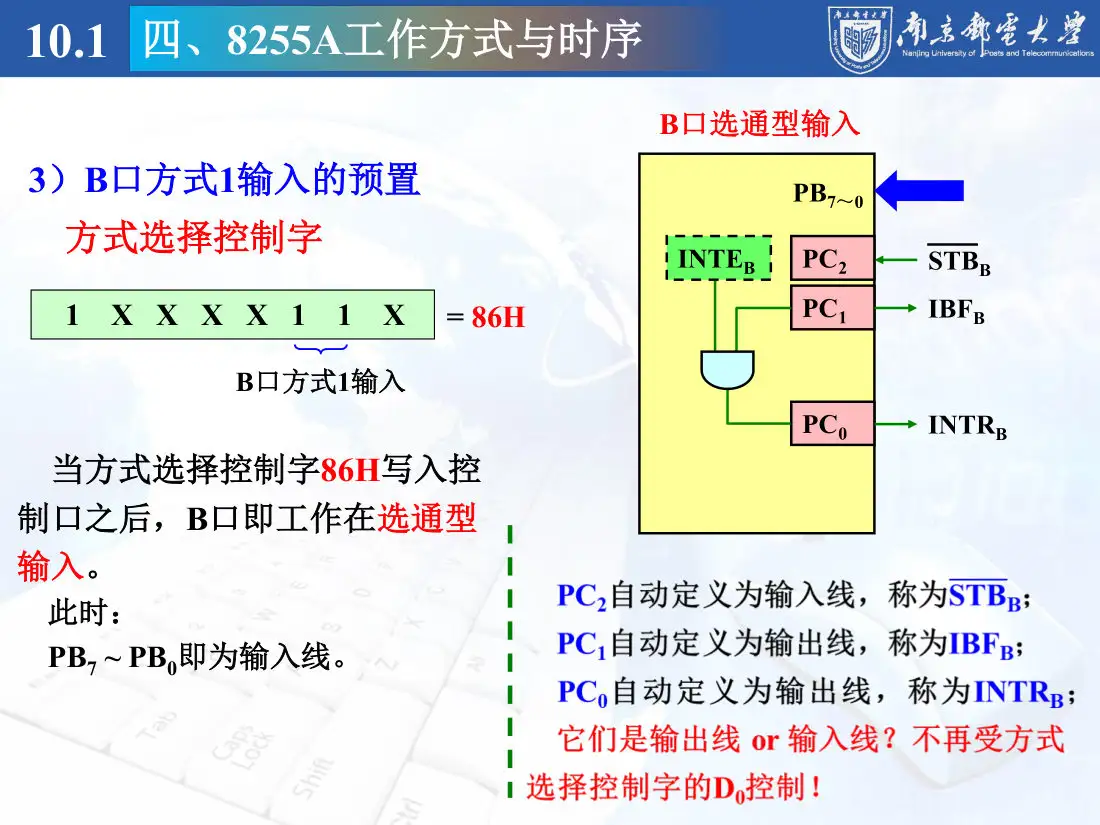 10.1 四、8255A工作方式与时序
南京邮电大学
Nanjing University of Posts and Telecommunications
3）B口方式1输入的预置
方式选择控制字
1 X X X X 1 1 X = 86H
B口方式1输入
当方式选择控制字86H写入控
制口之后，B口即工作在选通型
输入。
此时：
PB7 ~ PB0即为输入线。
B口选通型输入
PB7～0
INTEB PC2 STBB
PC1 IBFB
PC0 INTRB
PC2自动定义为输入线，称为STBB；
PC1自动定义为输出线，称为IBFB；
PC0自动定义为输出线，称为INTRB；
它们是输出线 or 输入线？不再受方式
选择控制字的D0控制！
Tab
Caps Lock
Shift